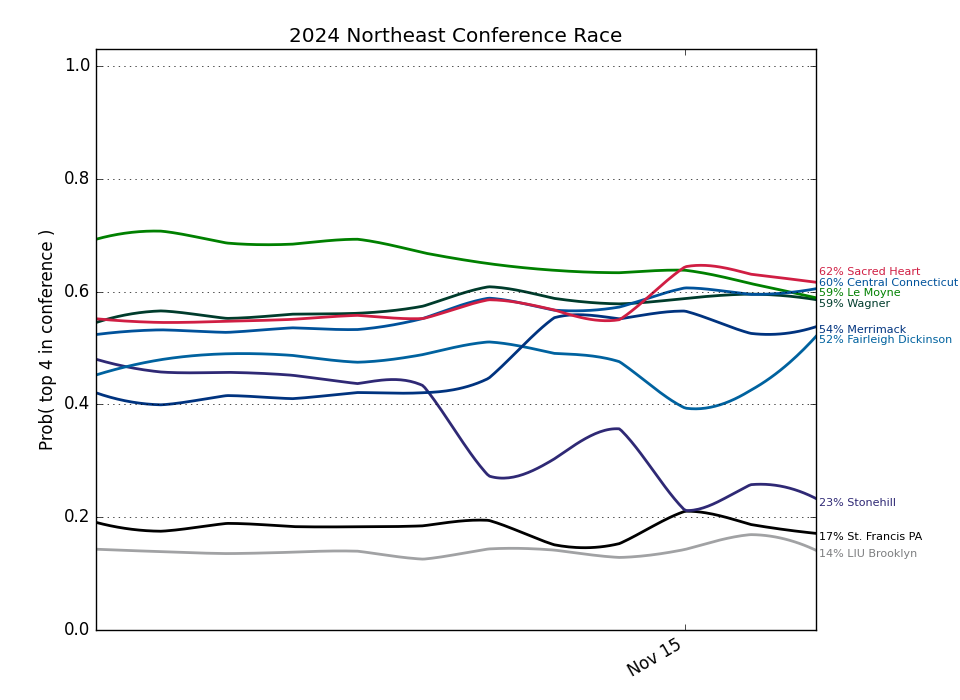 2024 Northeast Conference Race
Prob( top 4 in conference )
1.0
0.8
0.6
0.4
0.2
0.0
Nov 15
62% Sacred Heart
60% Central Connecticut
59% Le Moyne
59% Wagner
54% Merrimack
52% Fairleigh Dickinson
23% Stonehill
17% St. Francis PA
14% LIU Brooklyn